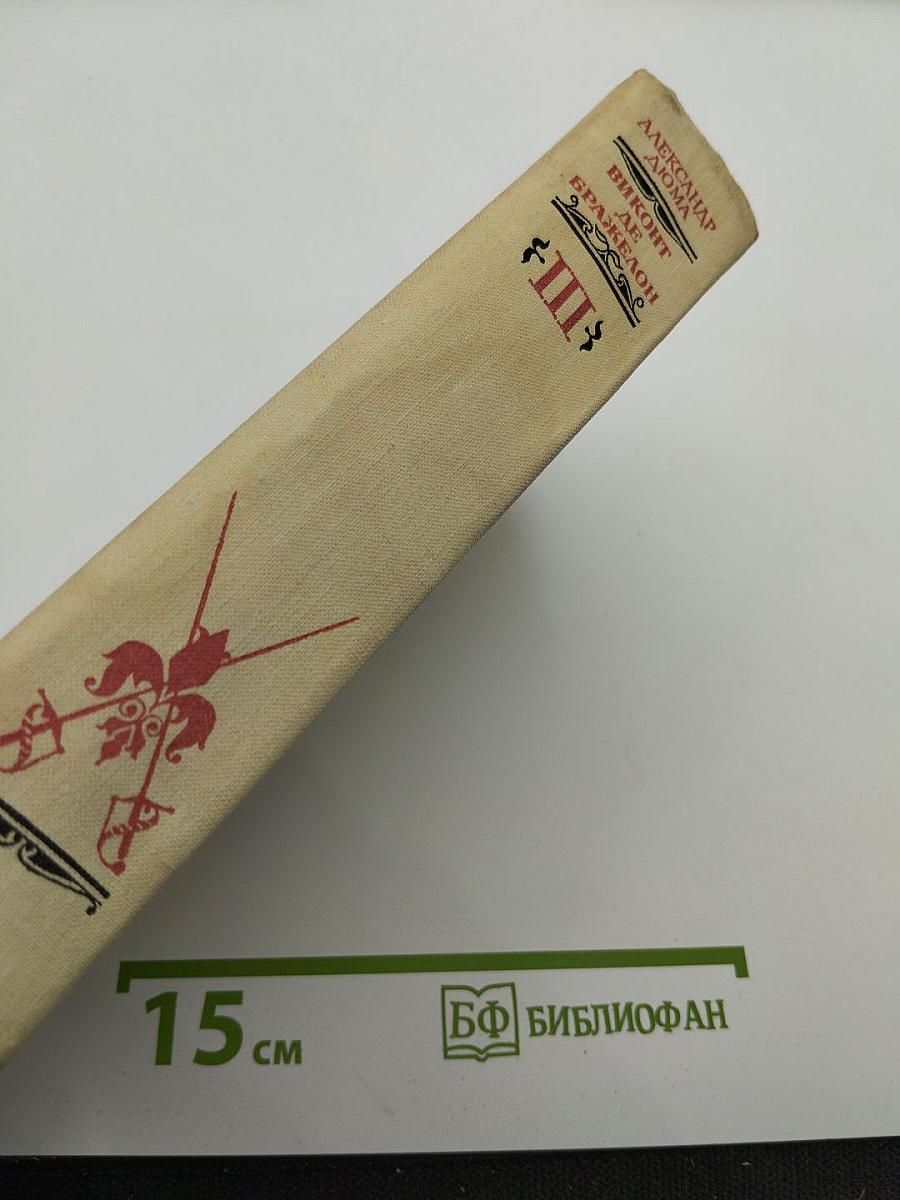 АЛЕКСАНДР
ДЮМА
ВИКОНТ
ДЕ
БРАЖЕЛОН
III
15 см
БФ БИБЛИОФАН